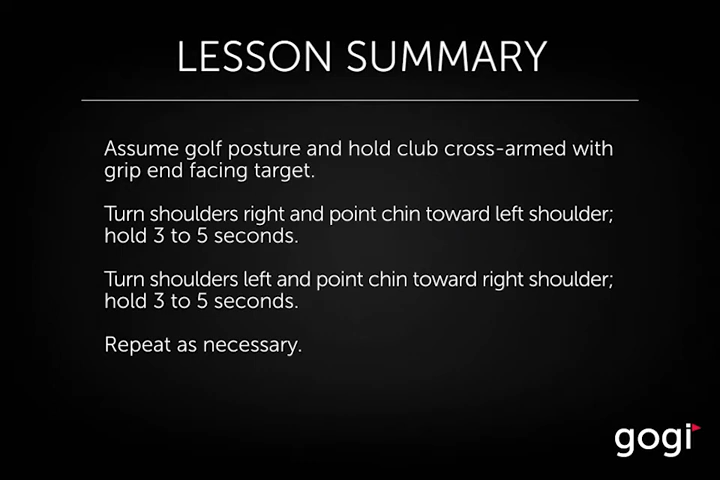 LESSON SUMMARY
Assume golf posture and hold club cross-armed with
grip end facing target.
Turn shoulders right and point chin toward left shoulder;
hold 3 to 5 seconds.
Turn shoulders left and point chin toward right shoulder;
hold 3 to 5 seconds.
Repeat as necessary.
gogi